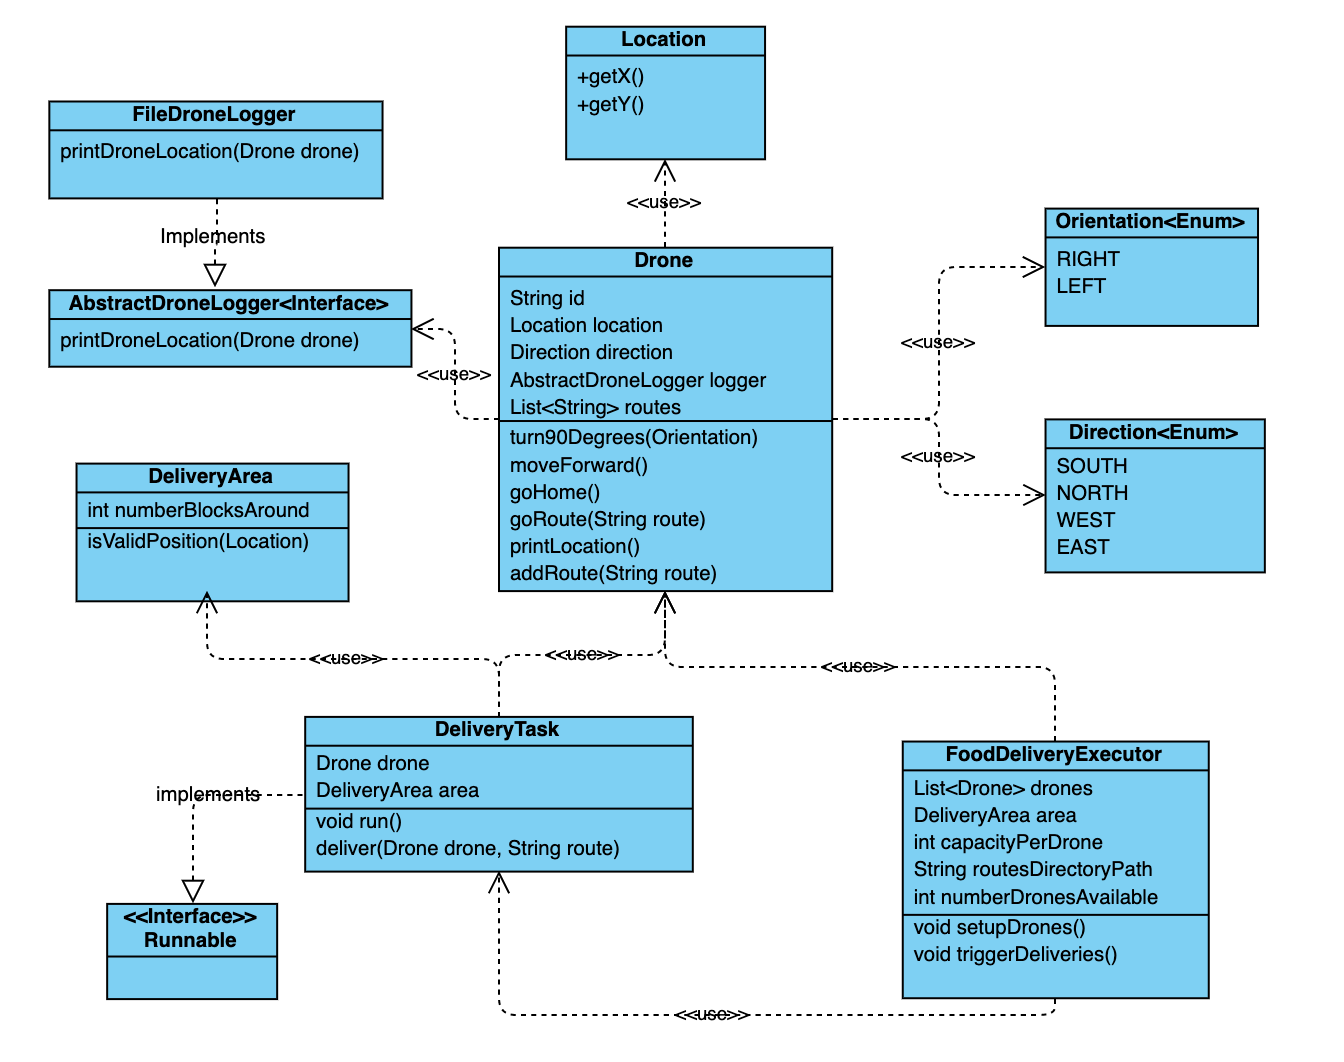 Location
+getX()
+getY()
FileDroneLogger
printDroneLocation(Drone drone)
<<use>>
Implements
Orientation<Enum>
RIGHT
LEFT
Drone
String id
Location location
Direction direction
AbstractDroneLogger logger
List<String> routes
turn90Degrees(Orientation)
moveForward()
goHome()
goRoute(String route)
printLocation()
addRoute(String route)
AbstractDroneLogger<Interface>
printDroneLocation(Drone drone)
<<use>>
<<use>>
<<use>>
Direction<Enum>
SOUTH
NORTH
WEST
EAST
DeliveryArea
int numberBlocksAround
isValidPosition(Location)
<<use>>
<<use>>
<<use>>
DeliveryTask
Drone drone
DeliveryArea area
void run()
deliver(Drone drone, String route)
FoodDeliveryExecutor
List<Drone> drones
DeliveryArea area
int capacityPerDrone
String routesDirectoryPath
int numberDronesAvailable
void setupDrones()
void triggerDeliveries()
implements
<<Interface>>
Runnable
<<use>>